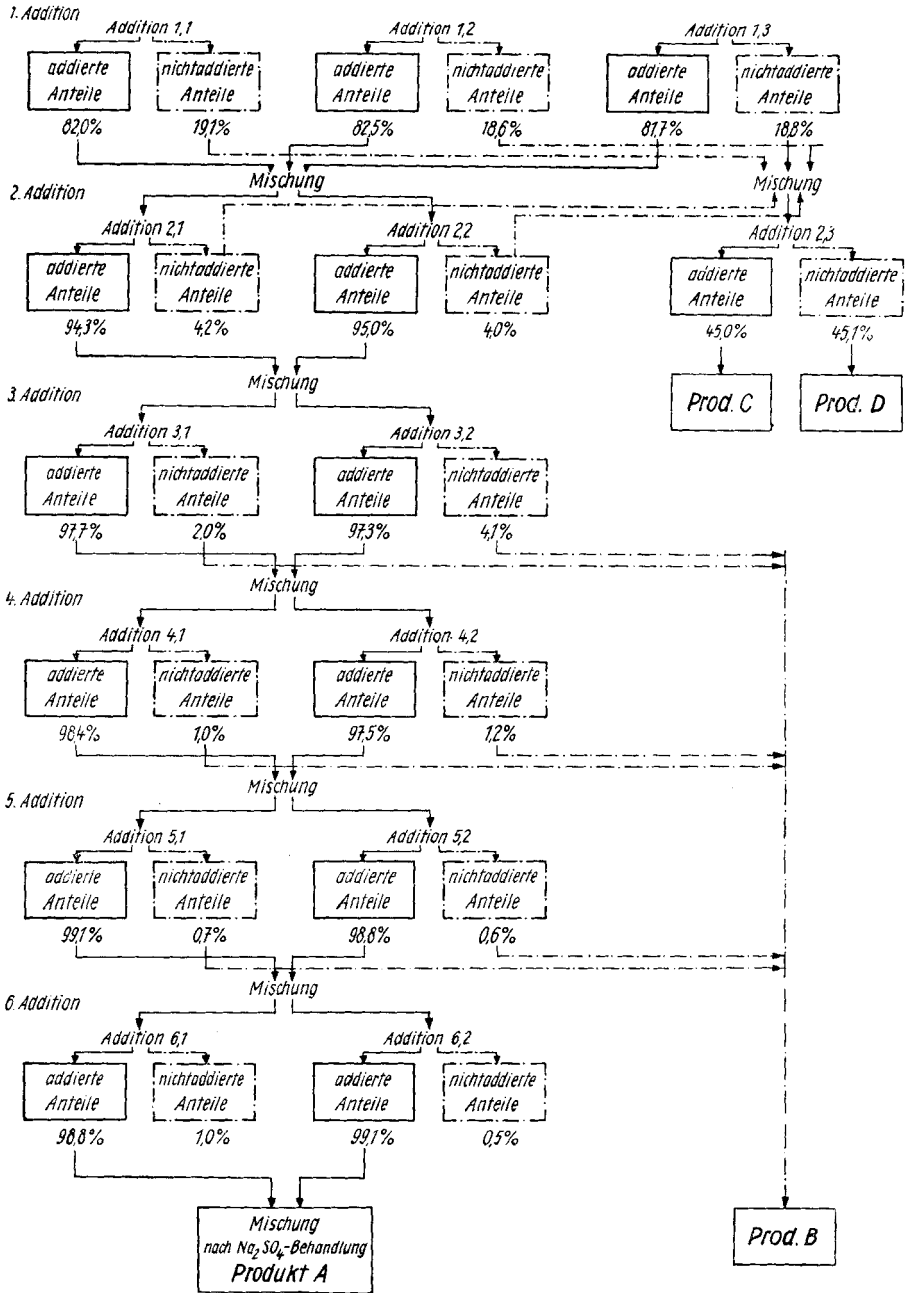 1. Addition
Addition 1,1
Addition 1,2
Addition 1,3
addierte
Anteile
nichtaddierte
Anteile
addierte
Anteile
nichtaddierte
Anteile
addierte
Anteile
nichtaddierte
Anteile
82,0%
19,1%
82,5%
18,6%
81,7%
18,8%
Mischung
Mischung
2. Addition
Addition 2,1
Addition 2,2
Addition 2,3
addierte
Anteile
nichtaddierte
Anteile
addierte
Anteile
nichtaddierte
Anteile
addierte
Anteile
nichtaddierte
Anteile
94,3%
4,2%
95,0%
4,0%
45,0%
45,1%
Mischung
Prod. C
Prod. D
3. Addition
Addition 3,1
Addition 3,2
addierte
Anteile
nichtaddierte
Anteile
addierte
Anteile
nichtaddierte
Anteile
97,7%
2,0%
97,3%
4,1%
Mischung
4. Addition
Addition 4,1
Addition 4,2
addierte
Anteile
nichtaddierte
Anteile
addierte
Anteile
nichtaddierte
Anteile
98,4%
1,0%
97,5%
1,2%
Mischung
5. Addition
Addition 5,1
Addition 5,2
addierte
Anteile
nichtaddierte
Anteile
addierte
Anteile
nichtaddierte
Anteile
99,1%
0,7%
98,8%
0,6%
Mischung
6. Addition
Addition 6,1
Addition 6,2
addierte
Anteile
nichtaddierte
Anteile
addierte
Anteile
nichtaddierte
Anteile
98,8%
1,0%
99,1%
0,5%
Mischung
nach Na₂SO₄-Behandlung
Produkt A
Prod. B